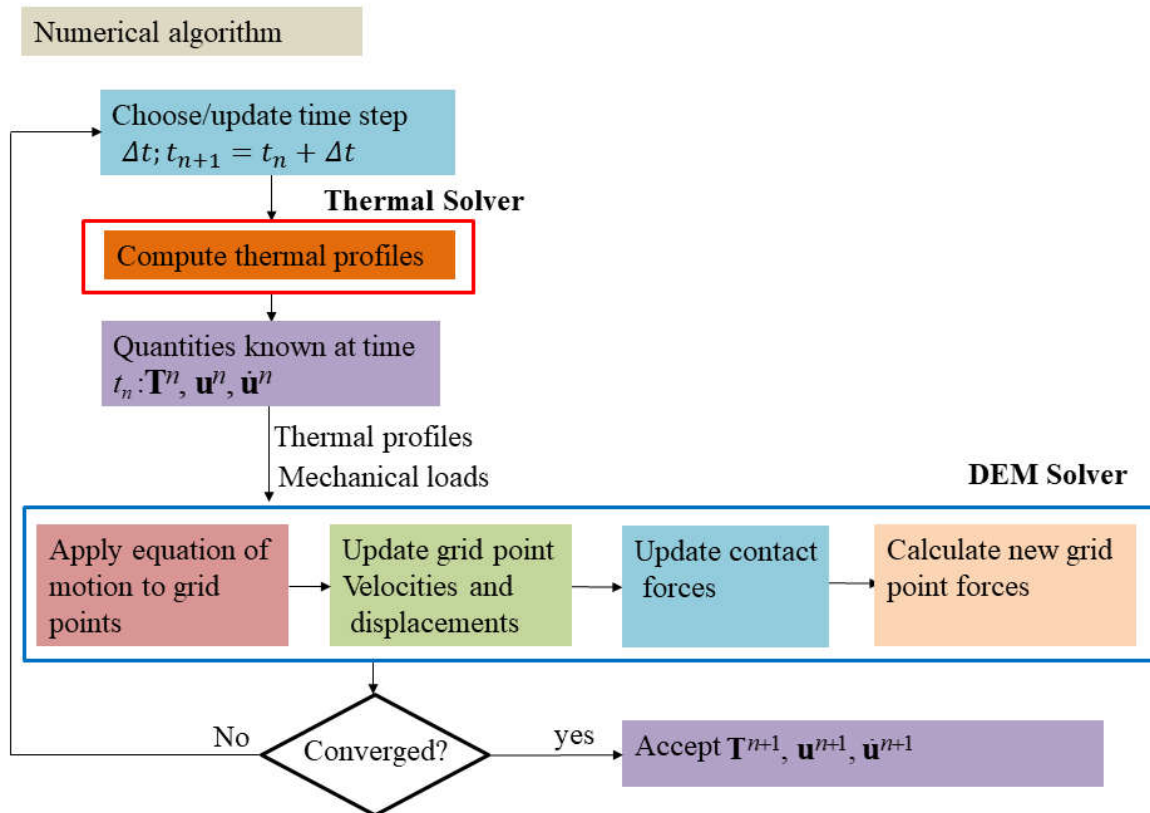 Numerical algorithm
Choose/update time step
Δt; tₙ₊₁ = tₙ + Δt
Thermal Solver
Compute thermal profiles
Quantities known at time
tₙ: Tⁿ, uⁿ, u̇ⁿ
Thermal profiles
Mechanical loads
DEM Solver
Apply equation of
motion to grid
points
Update grid point
Velocities and
displacements
Update contact
forces
Calculate new grid
point forces
Converged?
No
yes
Accept Tⁿ⁺¹, uⁿ⁺¹, u̇ⁿ⁺¹